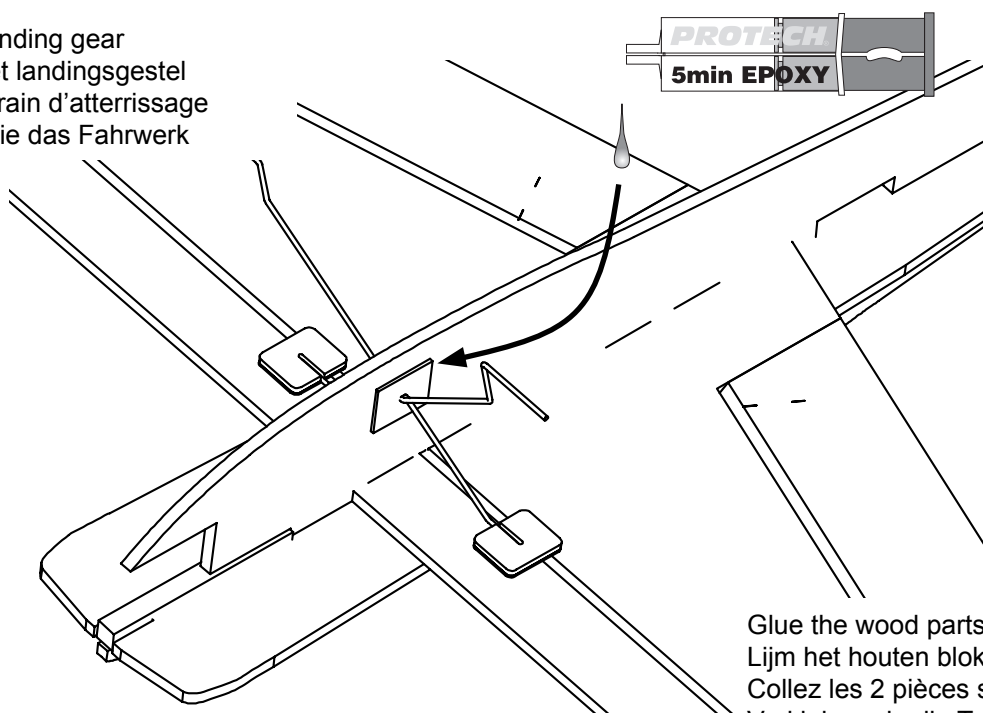 nding gear
et landingsgestel
rain d’atterrissage
ie das Fahrwerk
PROTECH
5min EPOXY
Glue the wood parts
Lijm het houten blok
Collez les 2 pièces s